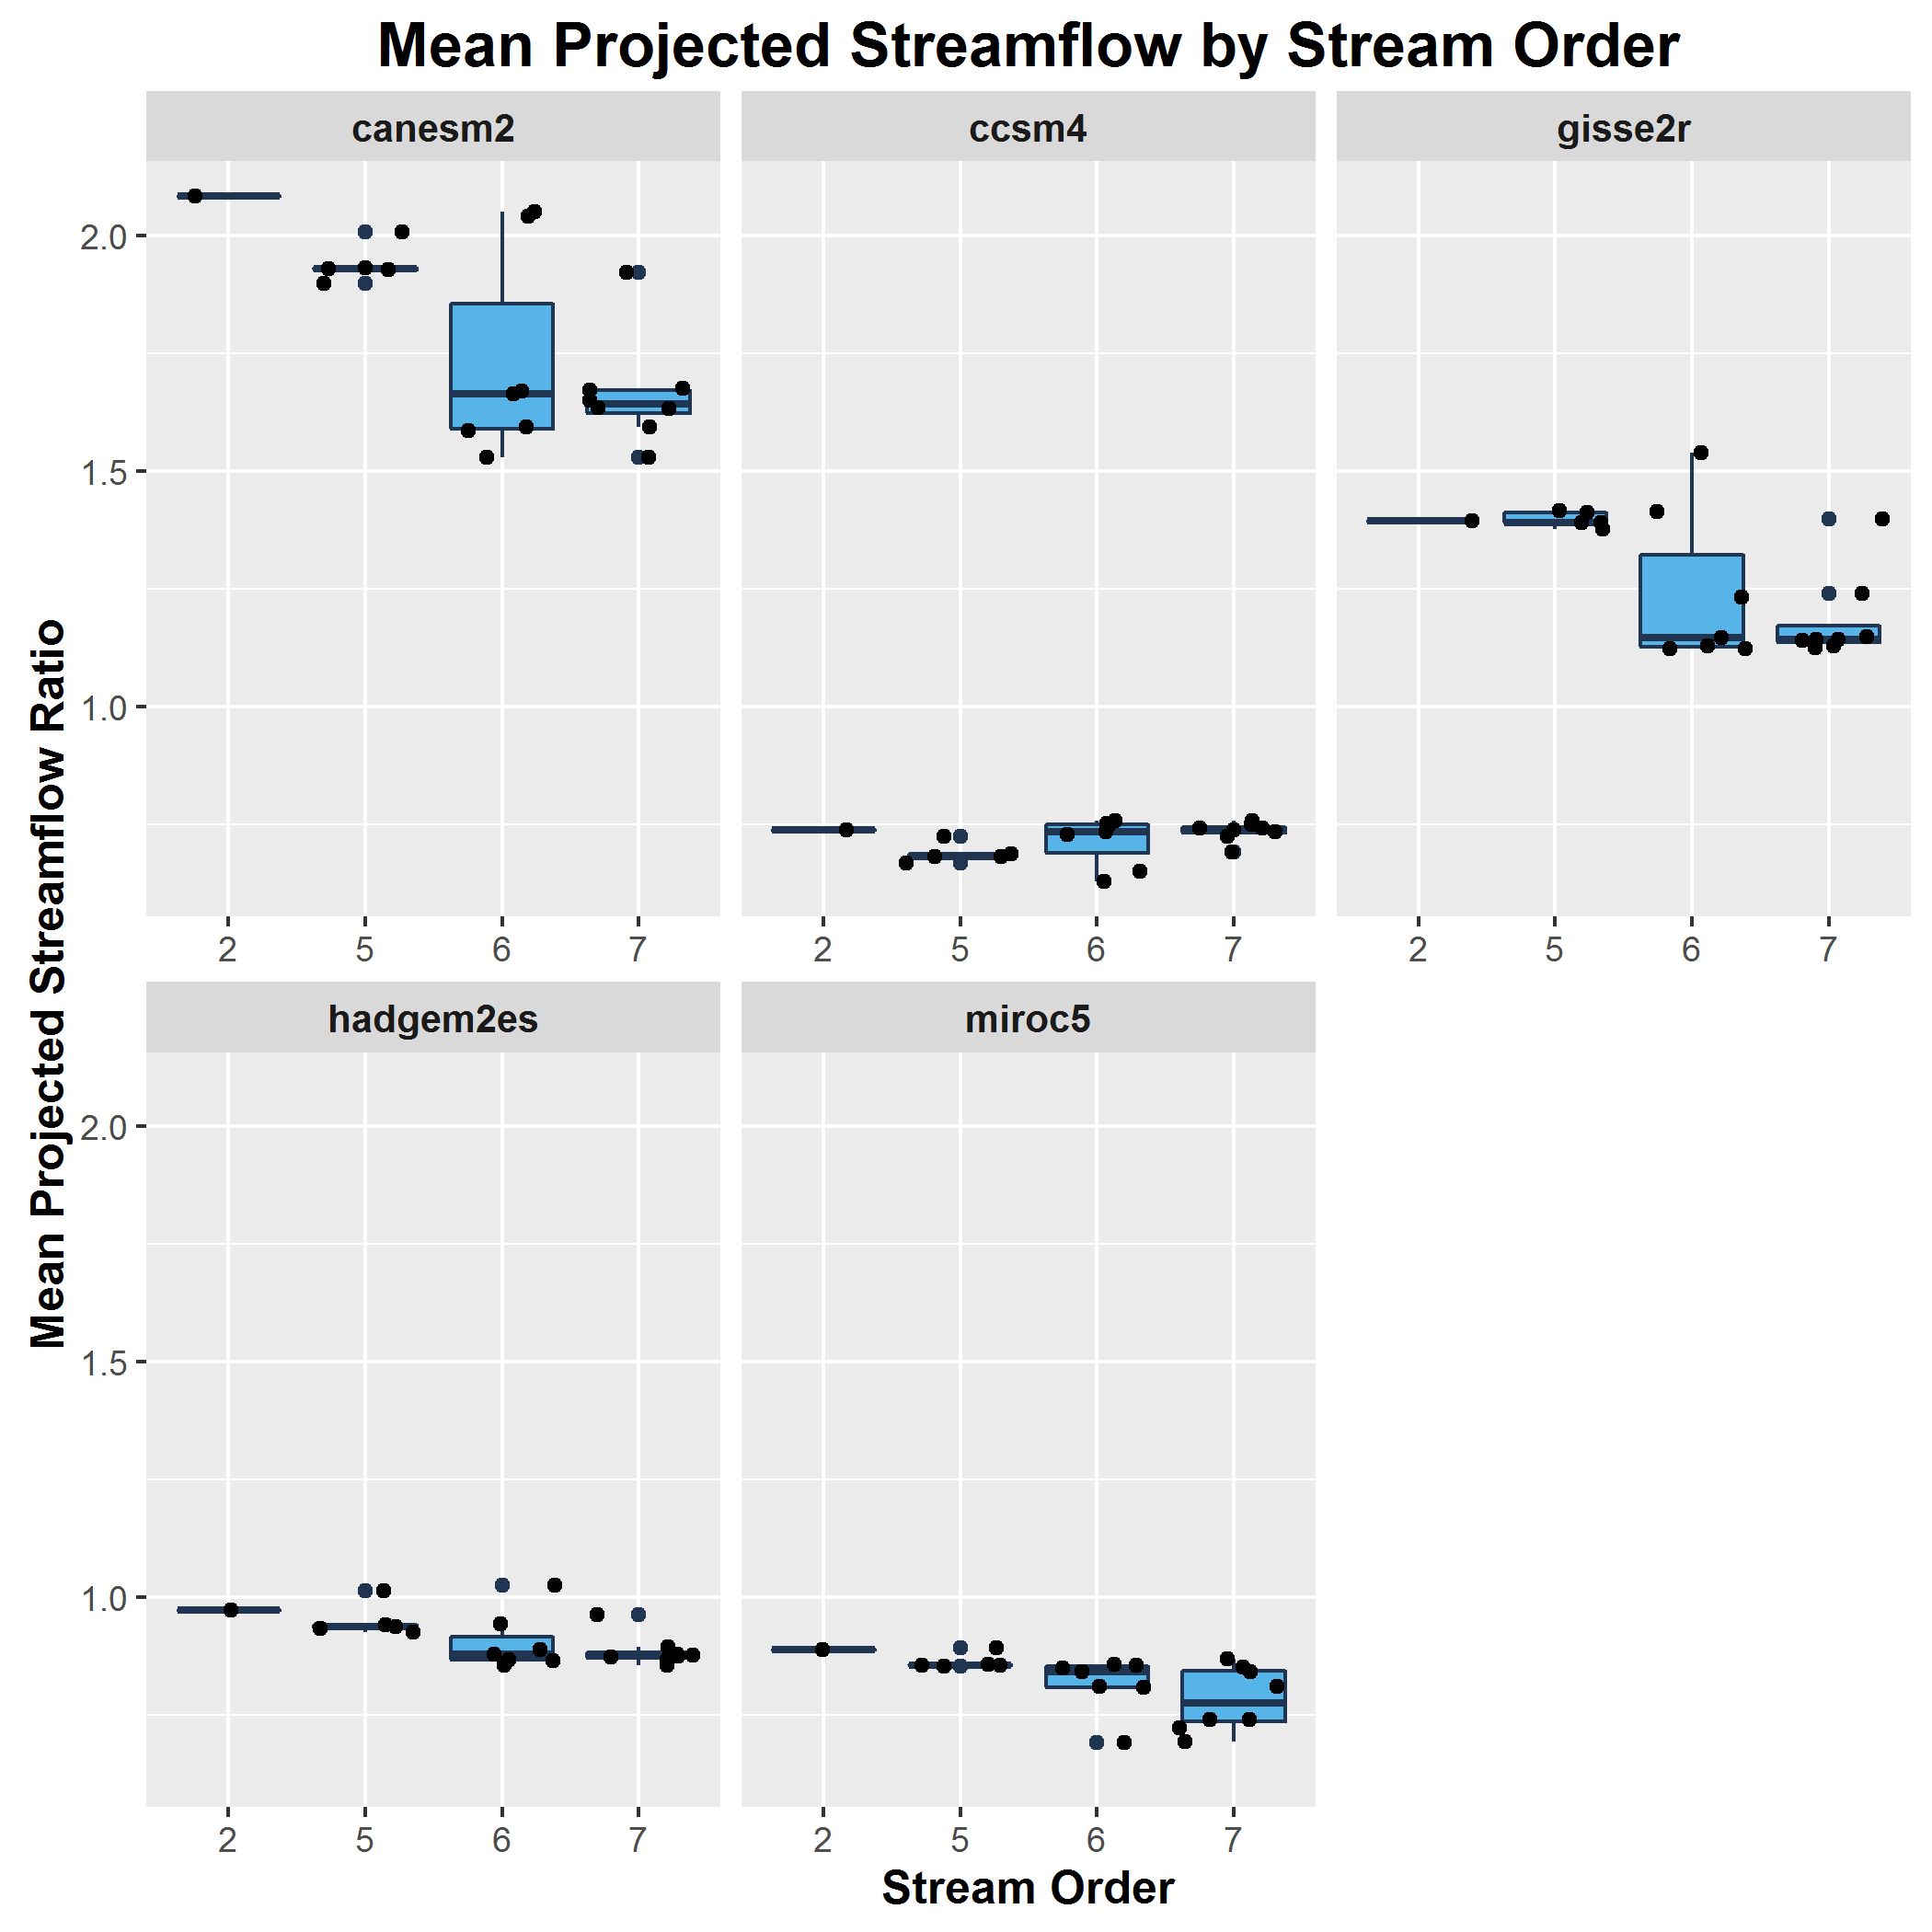 Mean Projected Streamflow by Stream Order
canesm2
ccsm4
gisse2r
Mean Projected Streamflow Ratio
2.0
1.5
1.0
2 5 6 7
2 5 6 7
2 5 6 7
hadgem2es
miroc5
2.0
1.5
1.0
2 5 6 7
2 5 6 7
Stream Order